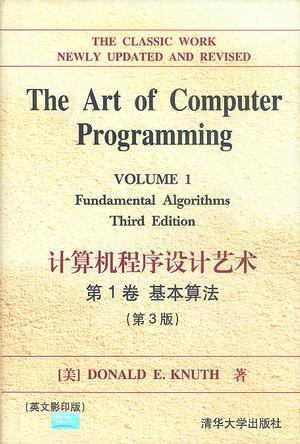 THE CLASSIC WORK
NEWLY UPDATED AND REVISED
The Art of Computer
Programming
VOLUME 1
Fundamental Algorithms
Third Edition
计算机程序设计艺术
第1卷 基本算法
(第3版)
[美] DONALD E. KNUTH 著
(英文影印版)
清华大学出版社